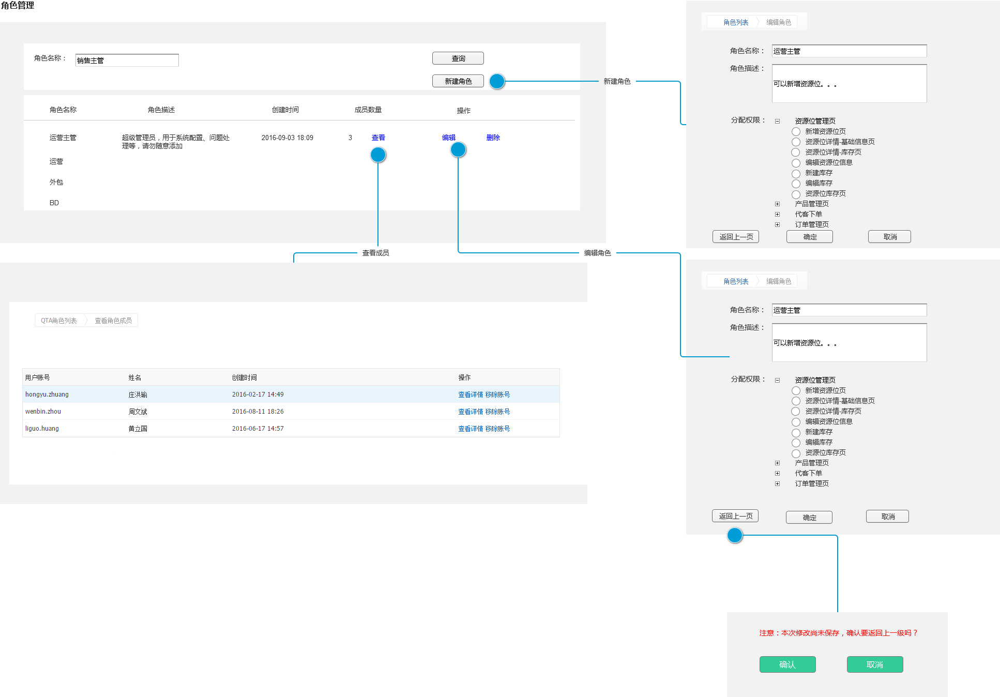 角色管理
角色名称：
销售主管
查询
新建角色
角色名称 角色描述 创建时间 成员数量 操作
运营主管 超级管理员，用于系统配置、问题处 2016-09-03 18:09 3 查看 编辑 删除
理等，请勿随意添加
运营
外包
BD
新建角色
查看成员
编辑角色
QTA角色列表 查看角色成员
用户账号 姓名 创建时间 操作
hongyu.zhuang 庄洪瑜 2016-02-17 14:49 查看详情 移除账号
wenbin.zhou 周文斌 2016-08-11 18:26 查看详情 移除账号
liguo.huang 黄立国 2016-06-17 14:57 查看详情 移除账号
角色列表 编辑角色
角色名称： 运营主管
角色描述：
可以新增资源位。。。
分配权限： 资源位管理页
新增资源位页
资源位详情-基础信息页
资源位详情-库存页
编辑资源位信息
新建库存
编辑库存
资源位库存页
产品管理页
代客下单
订单管理页
返回上一页 确定 取消
角色列表 编辑角色
角色名称： 运营主管
角色描述：
可以新增资源位。。。
分配权限： 资源位管理页
新增资源位页
资源位详情-基础信息页
资源位详情-库存页
编辑资源位信息
新建库存
编辑库存
资源位库存页
产品管理页
代客下单
订单管理页
返回上一页 确定 取消
注意：本次修改尚未保存，确认要返回上一级吗？
确认 取消